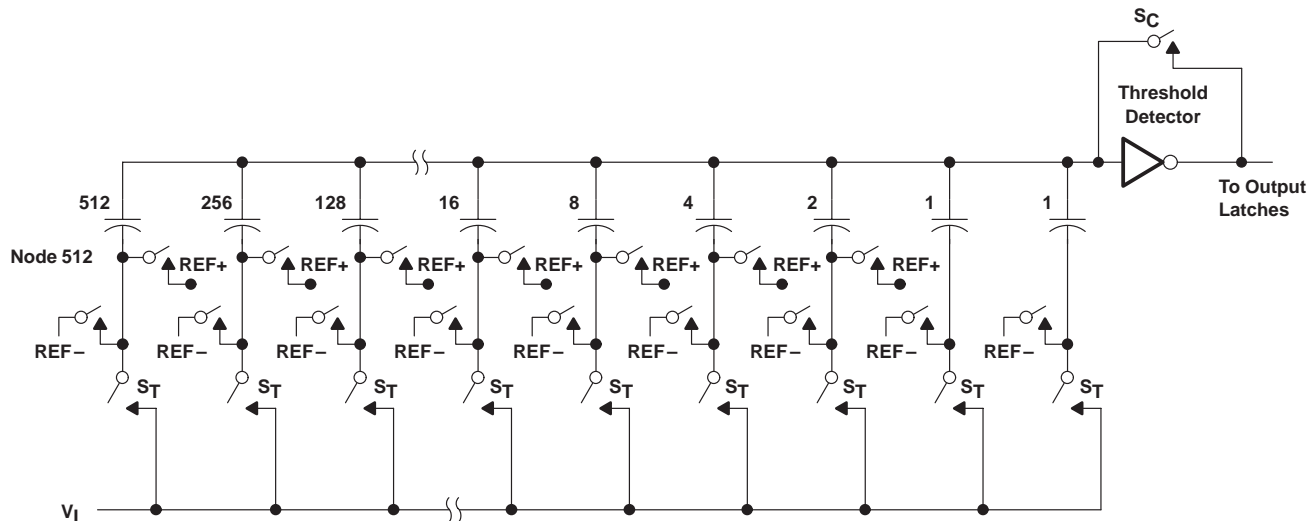 SC
Threshold
Detector
To Output
Latches
512 256 128 16 8 4 2 1 1
Node 512
REF+ REF+ REF+ REF+ REF+ REF+ REF+
REF− REF− REF− REF− REF− REF− REF− REF− REF−
ST ST ST ST ST ST ST ST ST
VI